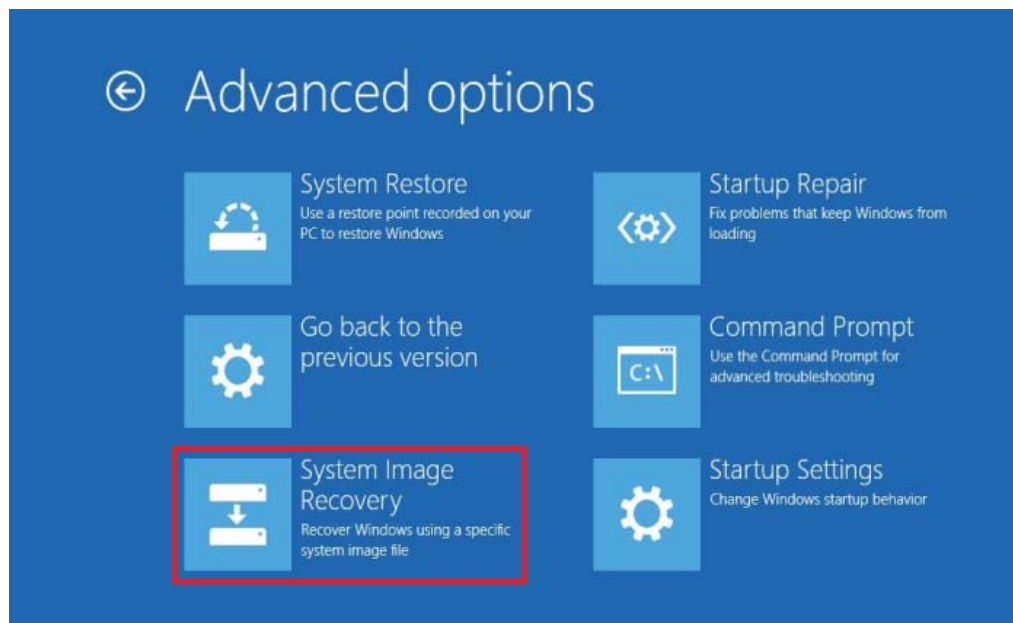 Advanced options
System Restore
Use a restore point recorded on your
PC to restore Windows
Go back to the
previous version
System Image
Recovery
Recover Windows using a specific
system image file
Startup Repair
Fix problems that keep Windows from
loading
C:\
Command Prompt
Use the Command Prompt for
advanced troubleshooting
Startup Settings
Change Windows startup behavior